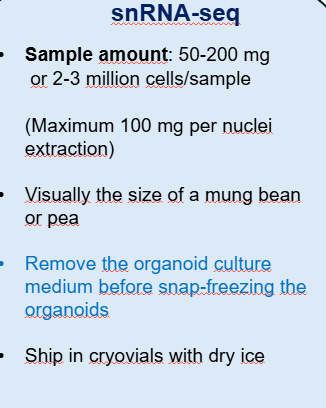 snRNA-seq
• Sample amount: 50-200 mg
or 2-3 million cells/sample
(Maximum 100 mg per nuclei
extraction)
• Visually the size of a mung bean
or pea
• Remove the organoid culture
medium before snap-freezing the
organoids
• Ship in cryovials with dry ice